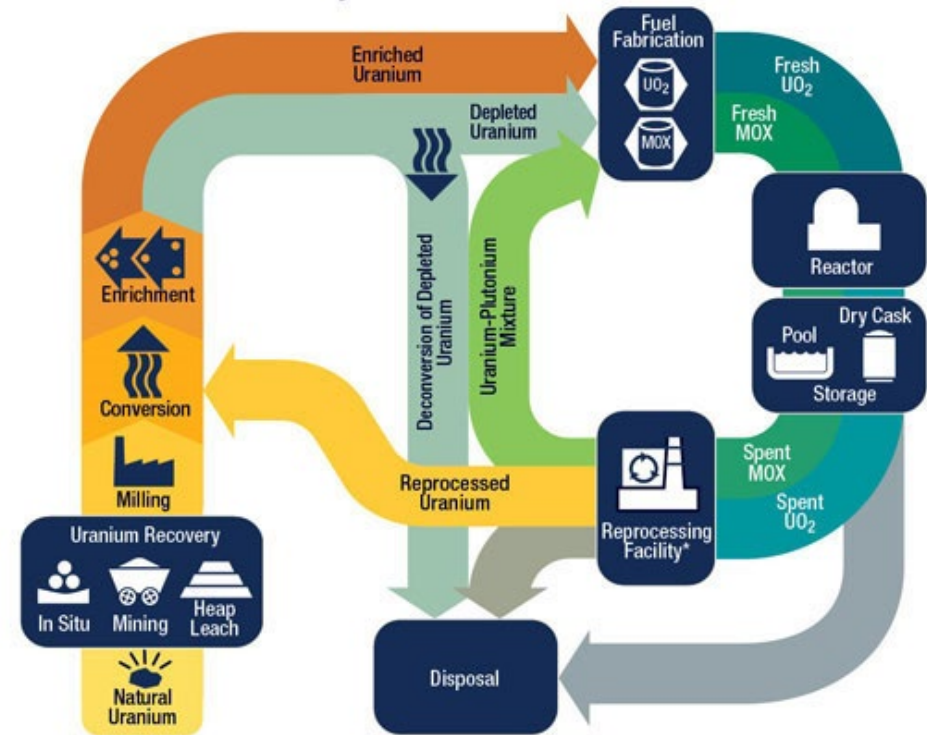 Fuel
Fabrication
UO2
MOX
Enriched
Uranium
Depleted
Uranium
Fresh
UO2
Fresh
MOX
Reactor
Dry Cask
Pool
Storage
Enrichment
Conversion
Milling
Deconversion of Depleted
Uranium
Uranium-Plutonium
Mixture
Reprocessed
Uranium
Reprocessing
Facility*
Spent
MOX
Spent
UO2
Uranium Recovery
In Situ
Mining
Heap
Leach
Natural
Uranium
Disposal